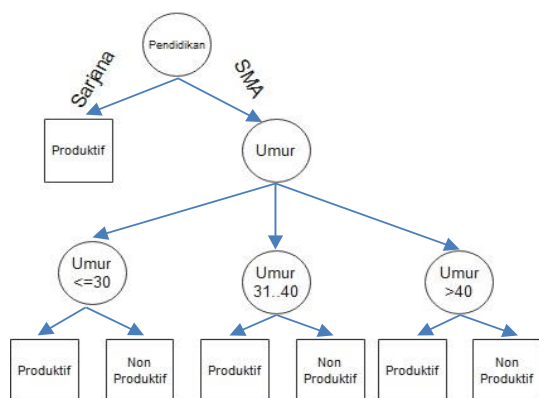 Pendidikan
Sarjana
SMA
Produktif
Umur
Umur
<=30
Umur
31..40
Umur
>40
Produktif
Non
Produktif
Produktif
Non
Produktif
Produktif
Non
Produktif